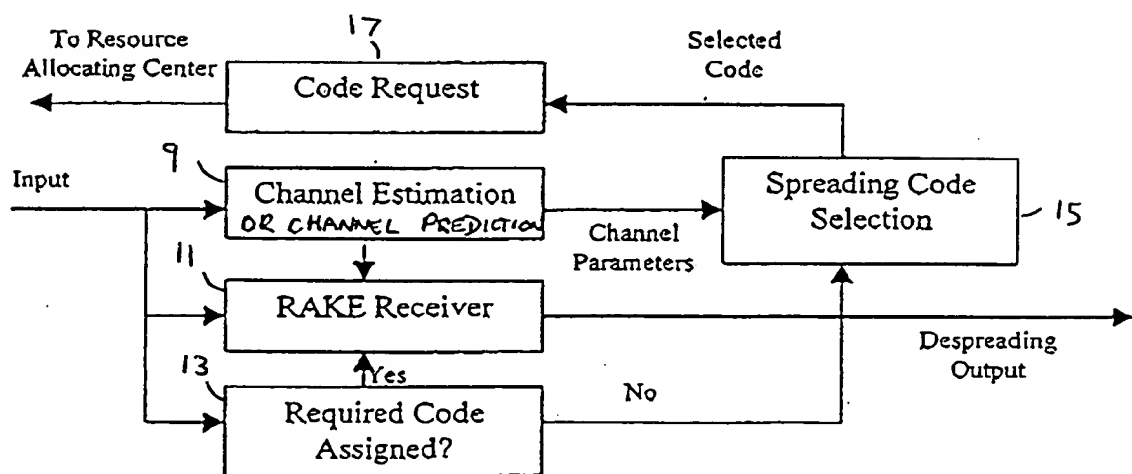 To Resource
Allocating Center
17
Code Request
Selected
Code
Input
9
Channel Estimation
OR CHANNEL PREDICTION
Channel
Parameters
Spreading Code
Selection
15
11
RAKE Receiver
Despreading
Output
13
Yes
No
Required Code
Assigned?